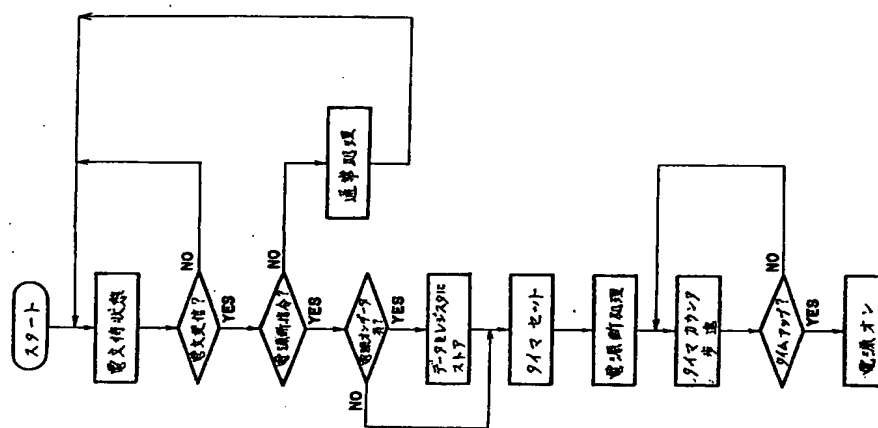 スタート
電文待状態
電文受信?
NO
YES
電源断指令?
NO
YES
通常処理
電源オンデータ
有?
NO
YES
データをレジスタに
ストア
タイマセット
電源断処理
タイマカウンタ
歩進
タイムアップ?
NO
YES
電源オン